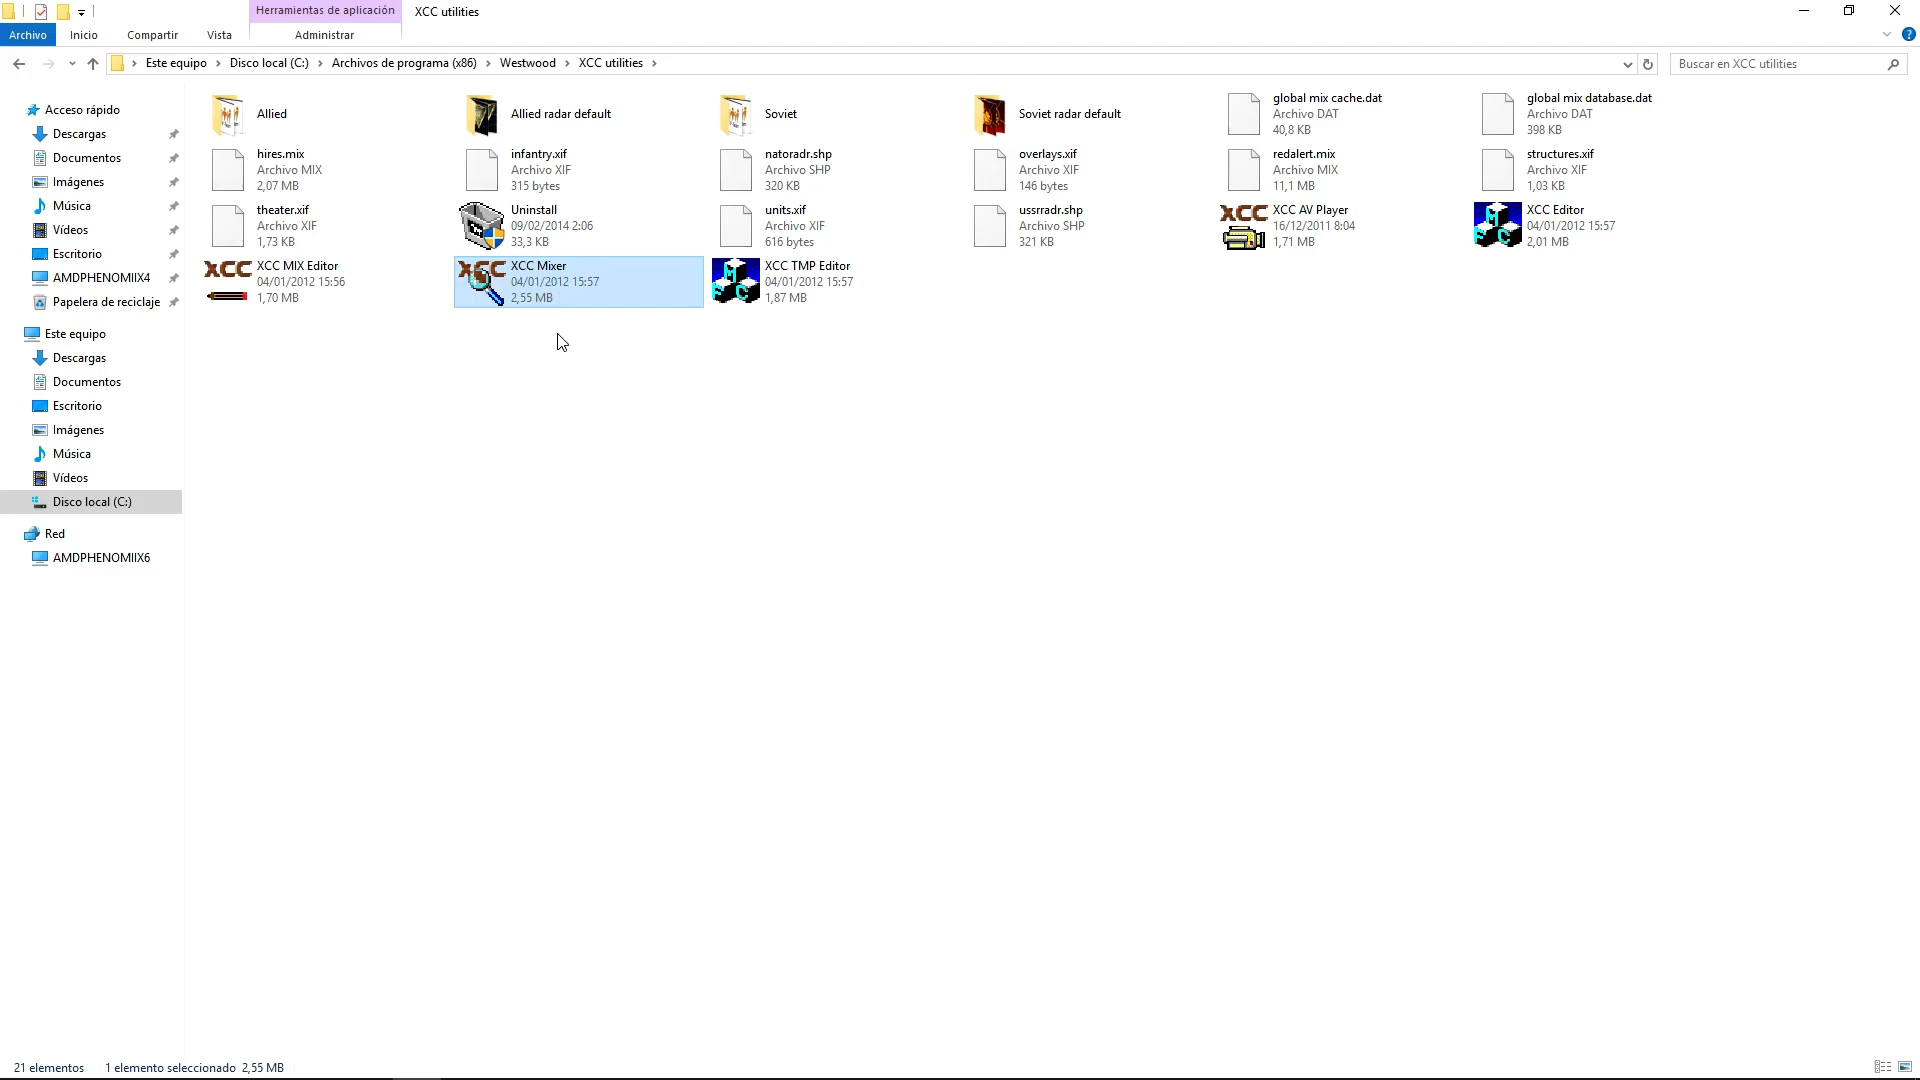 Herramientas de aplicación
XCC utilities
Archivo
Inicio
Compartir
Vista
Administrar
Este equipo
Disco local (C:)
Archivos de programa (x86)
Westwood
XCC utilities
Buscar en XCC utilities
Acceso rápido
Descargas
Documentos
Imágenes
Música
Vídeos
Escritorio
AMDPHENOMIIX4
Papelera de reciclaje
Este equipo
Descargas
Documentos
Escritorio
Imágenes
Música
Vídeos
Disco local (C:)
Red
AMDPHENOMIIX6
Allied
Allied radar default
Soviet
Soviet radar default
global mix cache.dat
Archivo DAT
40,8 KB
global mix database.dat
Archivo DAT
398 KB
hires.mix
Archivo MIX
2,07 MB
infantry.xif
Archivo XIF
315 bytes
natoradr.shp
Archivo SHP
320 KB
overlays.xif
Archivo XIF
146 bytes
redalert.mix
Archivo MIX
11,1 MB
structures.xif
Archivo XIF
1,03 KB
theater.xif
Archivo XIF
1,73 KB
Uninstall
09/02/2014 2:06
33,3 KB
units.xif
Archivo XIF
616 bytes
ussrradr.shp
Archivo SHP
321 KB
XCC
XCC AV Player
16/12/2011 8:04
1,71 MB
M
F C
XCC Editor
04/01/2012 15:57
2,01 MB
XCC
XCC MIX Editor
04/01/2012 15:56
1,70 MB
XCC
XCC Mixer
04/01/2012 15:57
2,55 MB
M
F C
XCC TMP Editor
04/01/2012 15:57
1,87 MB
21 elementos
1 elemento seleccionado 2,55 MB